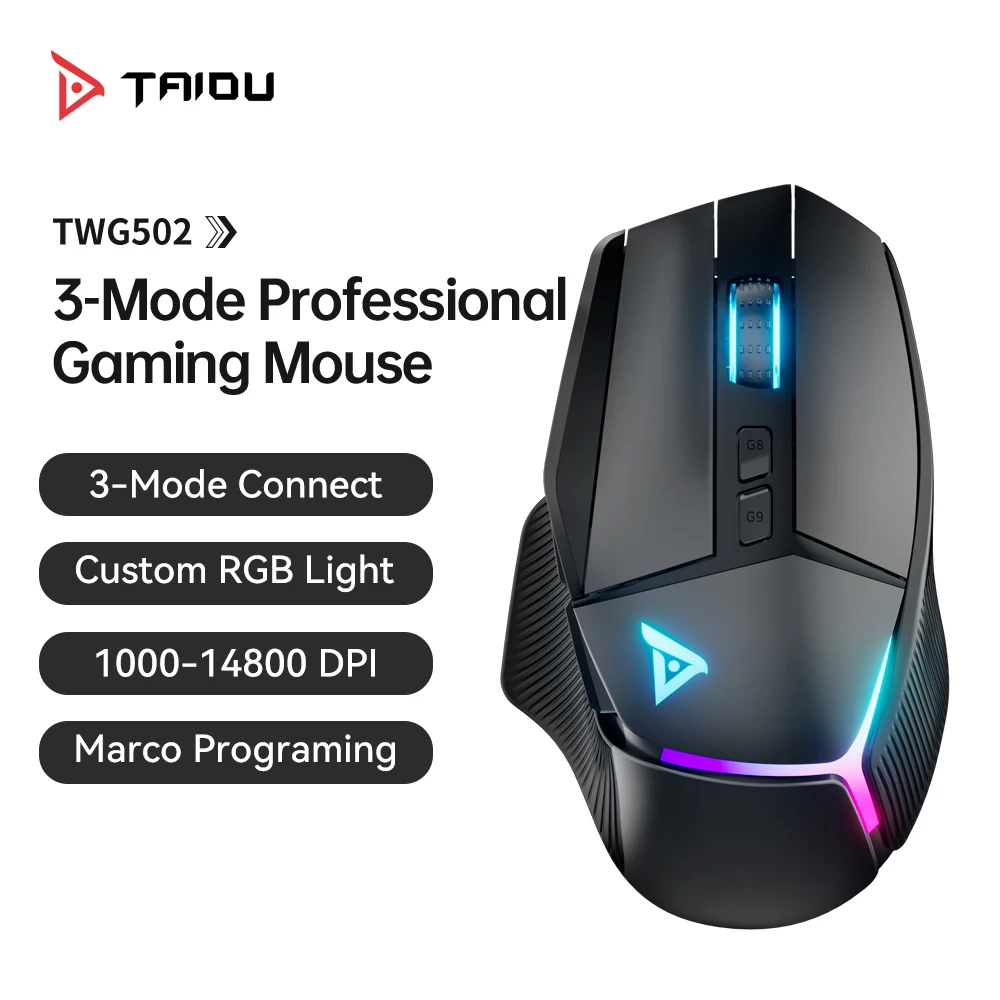 TAIDU
TWG502
3-Mode Professional
Gaming Mouse
3-Mode Connect
Custom RGB Light
1000-14800 DPI
Marco Programing
G8
G9